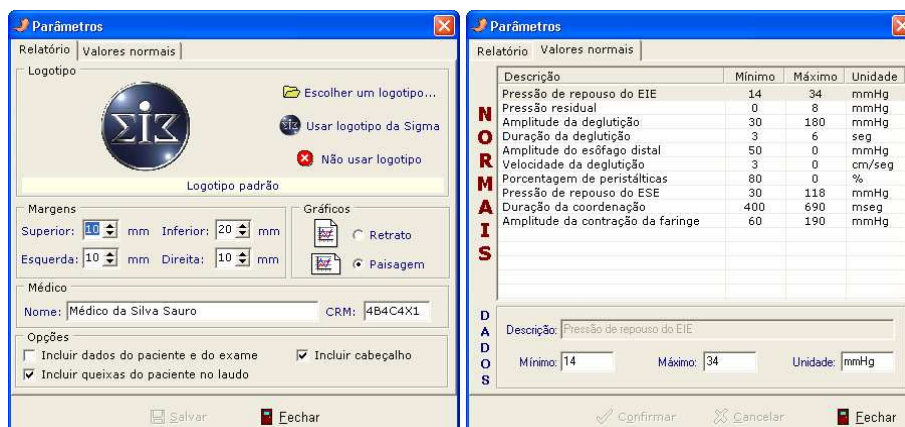 Parâmetros
Relatório Valores normais
Logotipo
ΣΙΣ
Escolher um logotipo...
Usar logotipo da Sigma
Não usar logotipo
Logotipo padrão
Margens
Superior: 10 mm Inferior: 20 mm
Esquerda: 10 mm Direita: 10 mm
Gráficos
Retrato
Paisagem
Médico
Nome: Médico da Silva Sauro CRM: 4B4C4X1
Opções
Incluir dados do paciente e do exame Incluir cabeçalho
Incluir queixas do paciente no laudo
Salvar Fechar
Parâmetros
Relatório Valores normais
NORMAIS
Descrição Mínimo Máximo Unidade
Pressão de repouso do EIE 14 34 mmHg
Pressão residual 0 8 mmHg
Amplitude da deglutição 30 180 mmHg
Duração da deglutição 3 6 seg
Amplitude do esôfago distal 50 0 mmHg
Velocidade da deglutição 3 0 cm/seg
Porcentagem de peristálticas 80 0 %
Pressão de repouso do ESE 30 118 mmHg
Duração da coordenação 400 690 mseg
Amplitude da contração da faringe 60 190 mmHg
DADOS
Descrição: Pressão de repouso do EIE
Mínimo: 14 Máximo: 34 Unidade: mmHg
Confirmar Cancelar Fechar